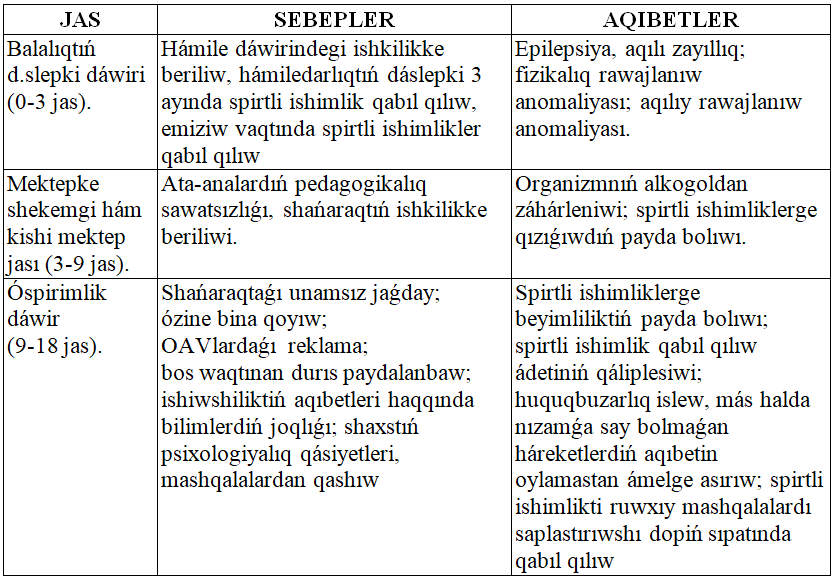 JAS
SEBEPLER
AQIBETLER
Balalıqtıń
d.slepki dáwiri
(0-3 jas).
Hámile dáwirindegi ishkilikke
beriliw, hámiledarlıqtıń dáslepki 3
ayında spirtli ishimlik qabıl qılıw,
emiziw vaqtında spirtli ishimlikler
qabıl qılıw
Epilepsiya, aqılı zayıllıq;
fizikalıq rawajlanıw
anomaliyası; aqılıy rawajlanıw
anomaliyası.
Mektepke
shekemgi hám
kishi mektep
jası (3-9 jas).
Ata-analardıń pedagogikalıq
sawatsızlıǵı, shańaraqtıń ishkilikke
beriliwi.
Organizmnıń alkogoldan
záhárleniwi; spirtli ishimliklerge
qızıǵıwdıń payda bolıwı.
Óspirimlik
dáwir
(9-18 jas).
Shańaraqtaǵı unamsız jaǵday;
ózine bina qoyıw;
OAVlardaǵı reklama;
bos waqtınan durıs paydalanbaw;
ishiwshiliktiń aqıbetleri haqqında
bilimlerdiń joqlıǵı; shaxstıń
psixologiyalıq qásiyetleri,
mashqalalardan qashıw
Spirtli ishimliklerge
beyimliliktiń payda bolıwı;
spirtli ishimlik qabıl qılıw
ádetiniń qáliplesiwi;
huquqbuzarlıq islew, más halda
nızamǵa say bolmaǵan
háreketlerdiń aqıbetin
oylamastan ámelge asırıw; spirtli
ishimlikti ruwxıy mashqalalardı
saplastırıwshı dopiń sıpatında
qabıl qılıw